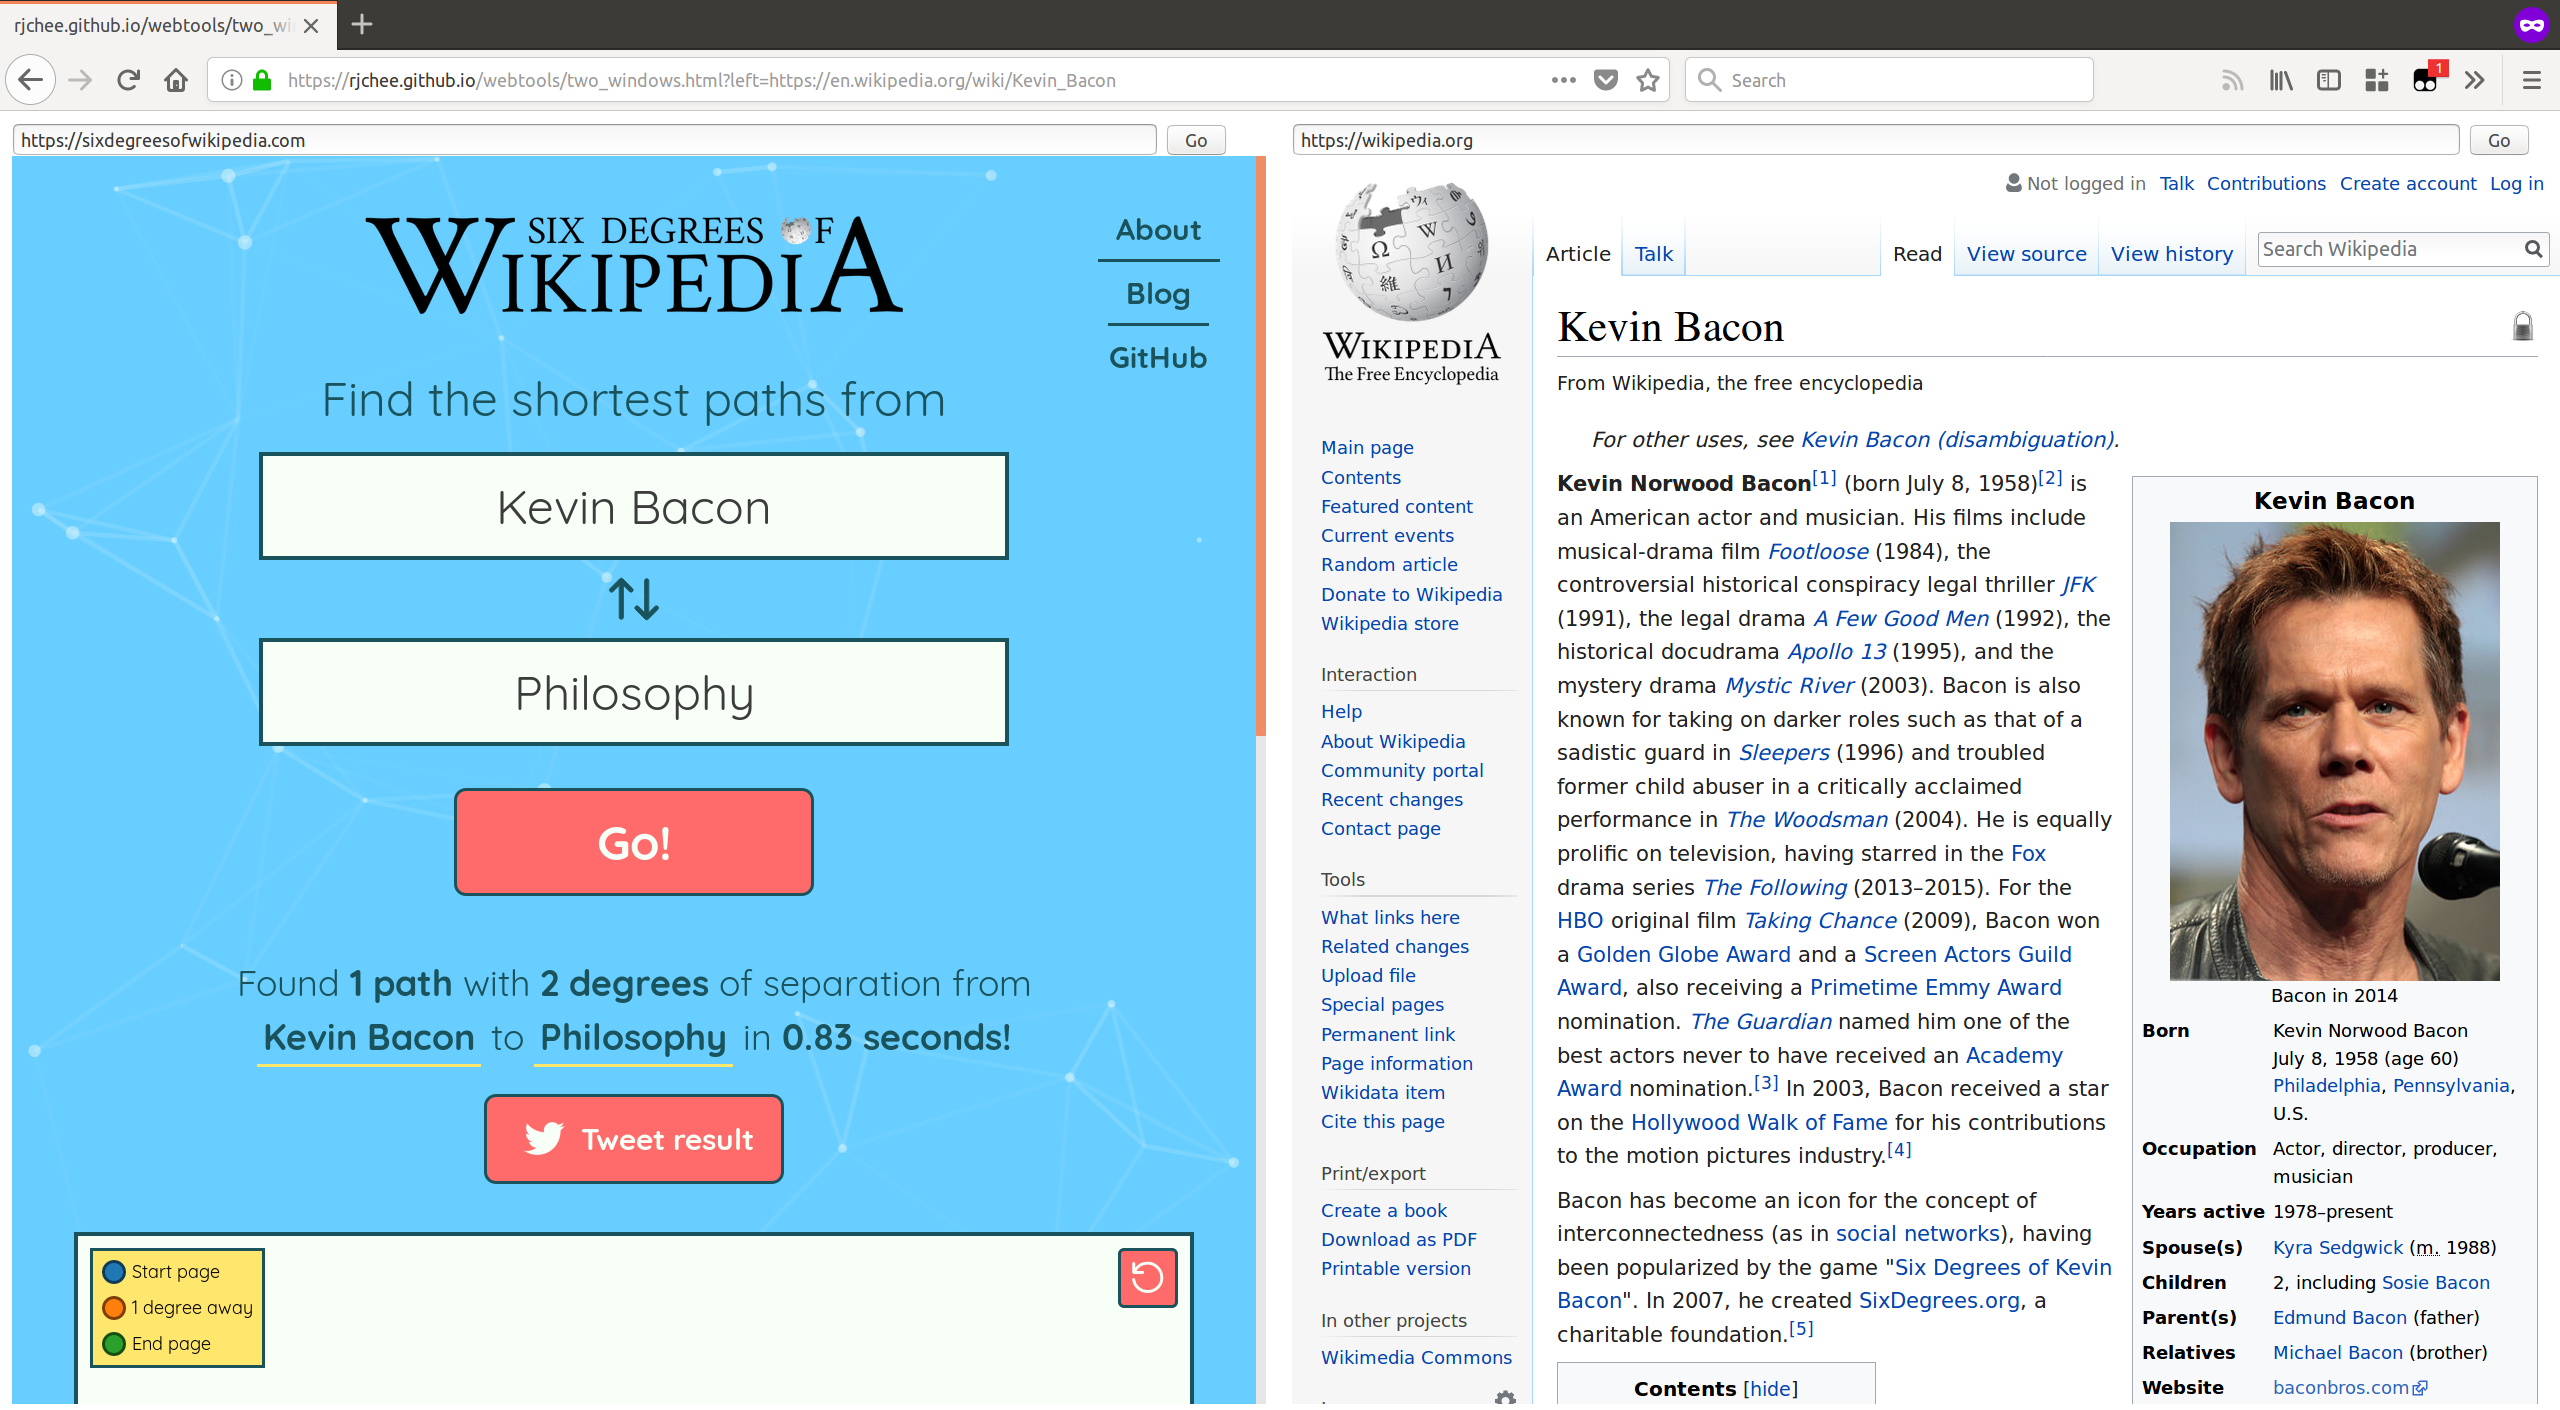 rjchee.github.io/webtools/two_wi
https://rjchee.github.io/webtools/two_windows.html?left=https://en.wikipedia.org/wiki/Kevin_Bacon
Search
1
https://sixdegreesofwikipedia.com
Go
SIX DEGREES OF
WIKIPEDIA
About
Blog
GitHub
Find the shortest paths from
Kevin Bacon
Philosophy
Go!
Found 1 path with 2 degrees of separation from
Kevin Bacon to Philosophy in 0.83 seconds!
Tweet result
Start page
1 degree away
End page
https://wikipedia.org
Go
WIKIPEDIA
The Free Encyclopedia
Main page
Contents
Featured content
Current events
Random article
Donate to Wikipedia
Wikipedia store
Interaction
Help
About Wikipedia
Community portal
Recent changes
Contact page
Tools
What links here
Related changes
Upload file
Special pages
Permanent link
Page information
Wikidata item
Cite this page
Print/export
Create a book
Download as PDF
Printable version
In other projects
Wikimedia Commons
Not logged in Talk Contributions Create account Log in
Article Talk Read View source View history Search Wikipedia
Kevin Bacon
From Wikipedia, the free encyclopedia
For other uses, see Kevin Bacon (disambiguation).
Kevin Norwood Bacon[1] (born July 8, 1958)[2] is
an American actor and musician. His films include
musical-drama film Footloose (1984), the
controversial historical conspiracy legal thriller JFK
(1991), the legal drama A Few Good Men (1992), the
historical docudrama Apollo 13 (1995), and the
mystery drama Mystic River (2003). Bacon is also
known for taking on darker roles such as that of a
sadistic guard in Sleepers (1996) and troubled
former child abuser in a critically acclaimed
performance in The Woodsman (2004). He is equally
prolific on television, having starred in the Fox
drama series The Following (2013–2015). For the
HBO original film Taking Chance (2009), Bacon won
a Golden Globe Award and a Screen Actors Guild
Award, also receiving a Primetime Emmy Award
nomination. The Guardian named him one of the
best actors never to have received an Academy
Award nomination.[3] In 2003, Bacon received a star
on the Hollywood Walk of Fame for his contributions
to the motion pictures industry.[4]
Bacon has become an icon for the concept of
interconnectedness (as in social networks), having
been popularized by the game "Six Degrees of Kevin
Bacon". In 2007, he created SixDegrees.org, a
charitable foundation.[5]
Contents [hide]
Kevin Bacon
Bacon in 2014
Born Kevin Norwood Bacon
July 8, 1958 (age 60)
Philadelphia, Pennsylvania,
U.S.
Occupation Actor, director, producer,
musician
Years active 1978–present
Spouse(s) Kyra Sedgwick (m. 1988)
Children 2, including Sosie Bacon
Parent(s) Edmund Bacon (father)
Relatives Michael Bacon (brother)
Website baconbros.com